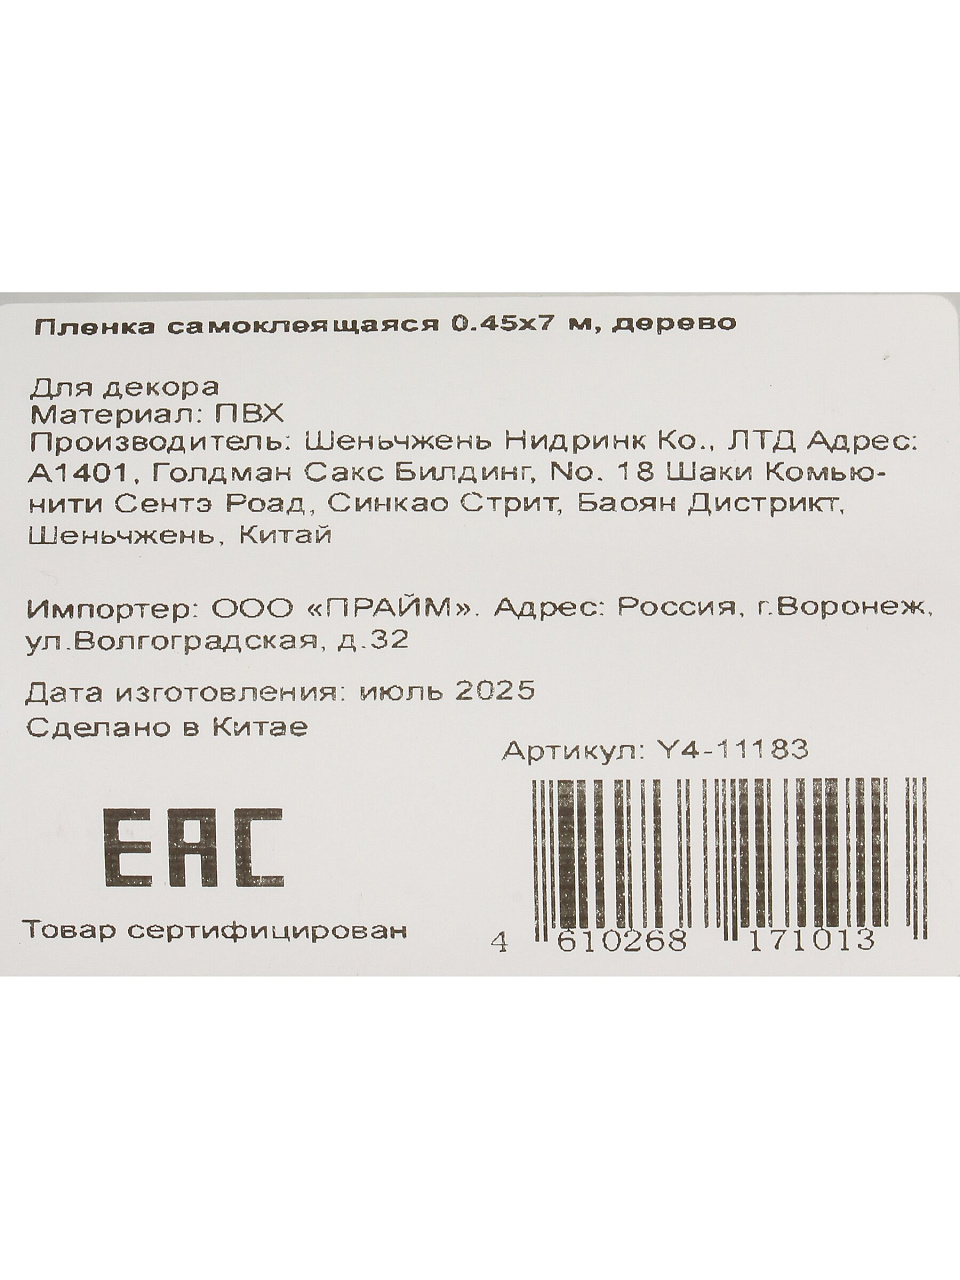 Пленка самоклеящаяся 0.45х7 м, дерево
Для декора
Материал: ПВХ
Производитель: Шеньчжень Нидринк Ко., ЛТД Адрес:
А1401, Голдман Сакс Билдинг, No. 18 Шаки Комью-
нити Сентэ Роад, Синкао Стрит, Баоян Дистрикт,
Шеньчжень, Китай
Импортер: ООО «ПРАЙМ». Адрес: Россия, г.Воронеж,
ул.Волгоградская, д.32
Дата изготовления: июль 2025
Сделано в Китае
Артикул: Y4-11183
ЕАС
Товар сертифицирован
4 610268 171013